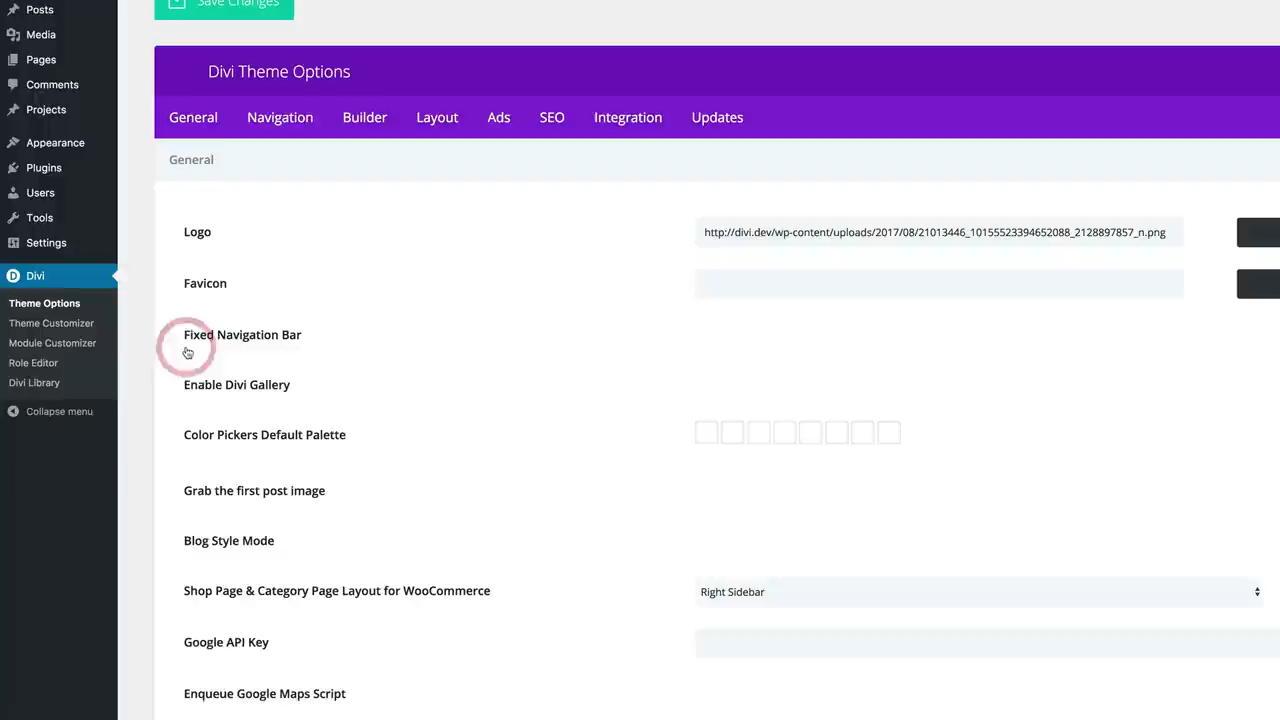 Posts
Media
Pages
Comments
Projects
Appearance
Plugins
Users
Tools
Settings
Divi
Theme Options
Theme Customizer
Module Customizer
Role Editor
Divi Library
Collapse menu
Save Changes
Divi Theme Options
General Navigation Builder Layout Ads SEO Integration Updates
General
Logo http://divi.dev/wp-content/uploads/2017/08/21013446_10155523394652088_2128897857_n.png
Favicon
Fixed Navigation Bar
Enable Divi Gallery
Color Pickers Default Palette
Grab the first post image
Blog Style Mode
Shop Page & Category Page Layout for WooCommerce Right Sidebar
Google API Key
Enqueue Google Maps Script